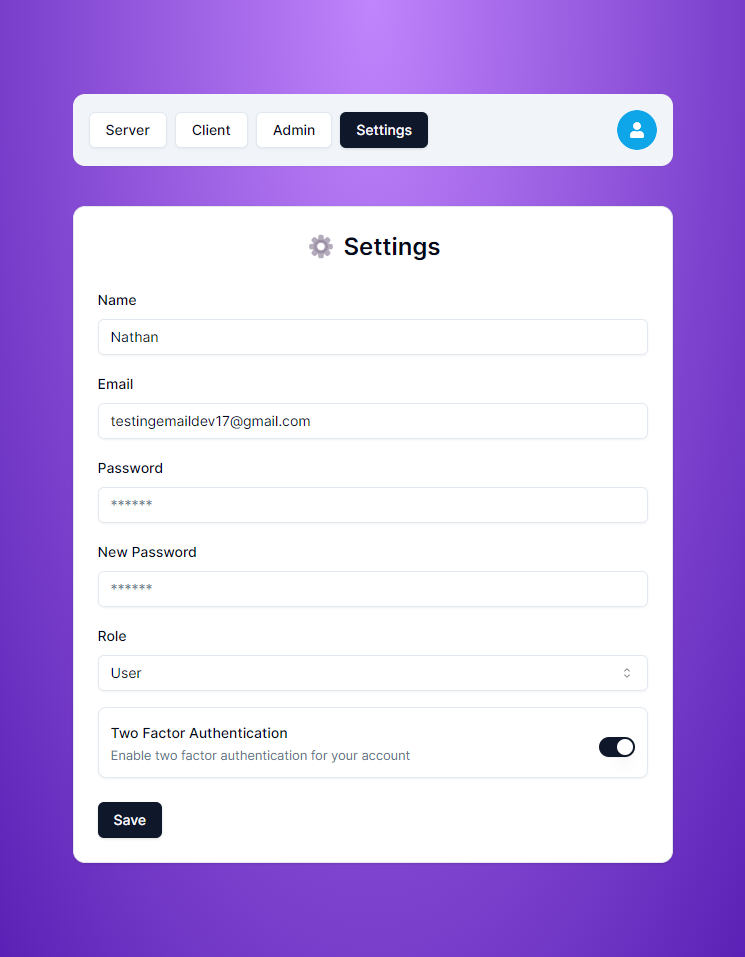 Server Client Admin Settings
Settings
Name
Nathan
Email
testingemaildev17@gmail.com
Password
******
New Password
******
Role
User
Two Factor Authentication
Enable two factor authentication for your account
Save